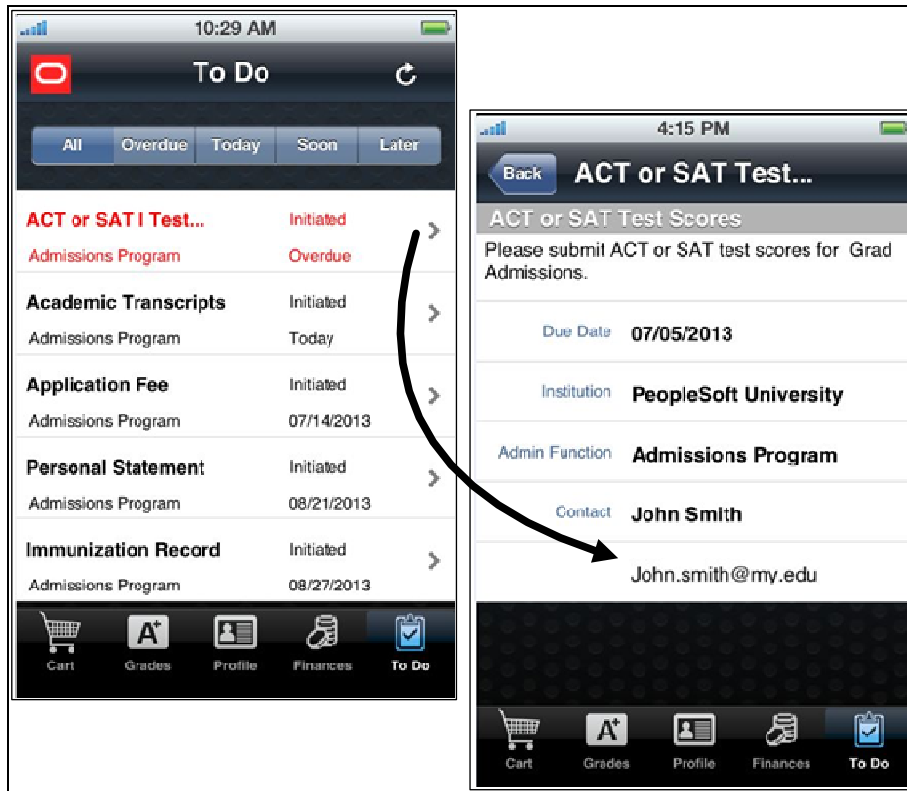 10:29 AM
To Do
All Overdue Today Soon Later
ACT or SAT I Test... Initiated
Admissions Program Overdue
Academic Transcripts Initiated
Admissions Program Today
Application Fee Initiated
Admissions Program 07/14/2013
Personal Statement Initiated
Admissions Program 08/21/2013
Immunization Record Initiated
Admissions Program 08/27/2013
A+
Cart Grades Profile Finances To Do
4:15 PM
Back ACT or SAT Test...
ACT or SAT Test Scores
Please submit ACT or SAT test scores for Grad
Admissions.
Due Date 07/05/2013
Institution PeopleSoft University
Admin Function Admissions Program
Contact John Smith
John.smith@my.edu
A+
Cart Grades Profile Finances To Do